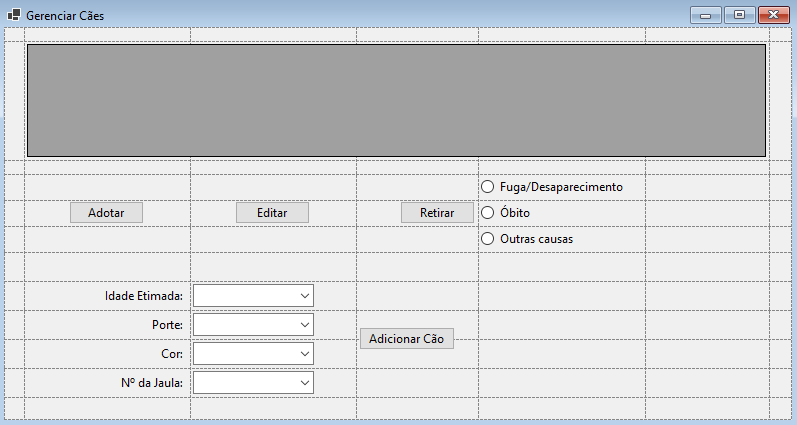 Gerenciar Cães
Fuga/Desaparecimento
Adotar Editar Retirar Óbito
Outras causas
Idade Etimada:
Porte:
Adicionar Cão
Cor:
Nº da Jaula: